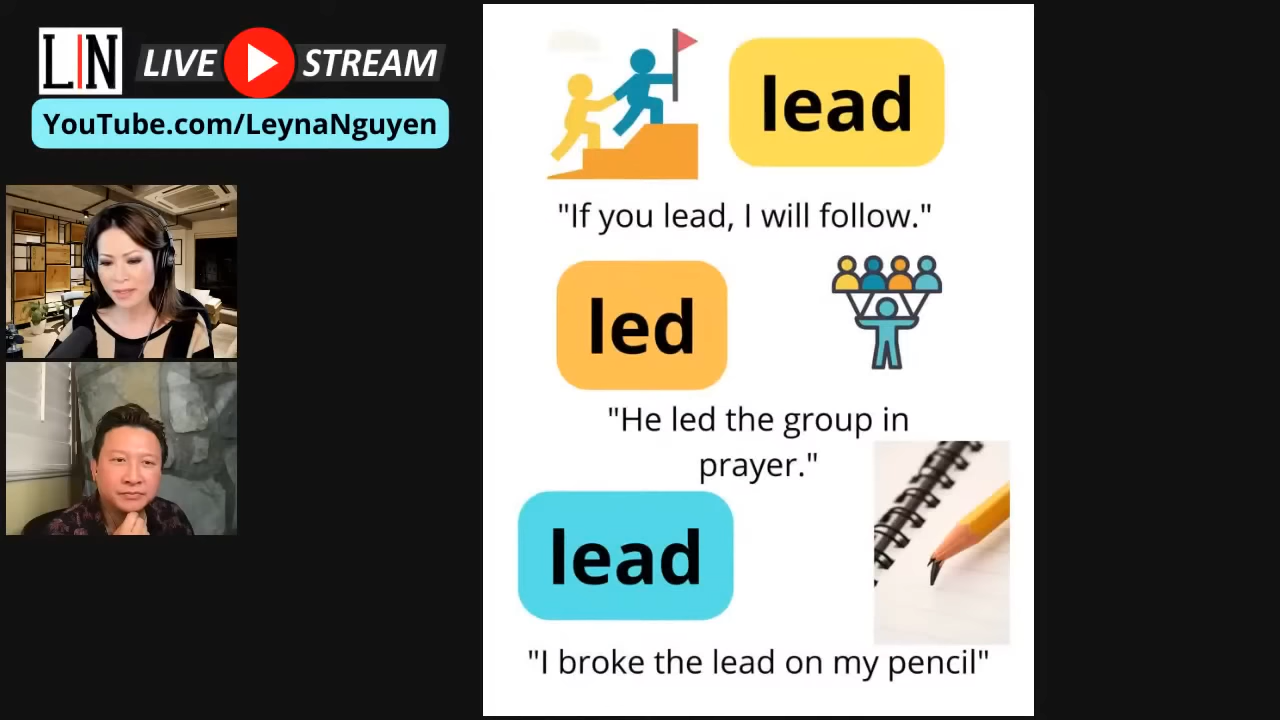 LIN LIVE STREAM
YouTube.com/LeynaNguyen
lead
"If you lead, I will follow."
led
"He led the group in
prayer."
lead
"I broke the lead on my pencil"